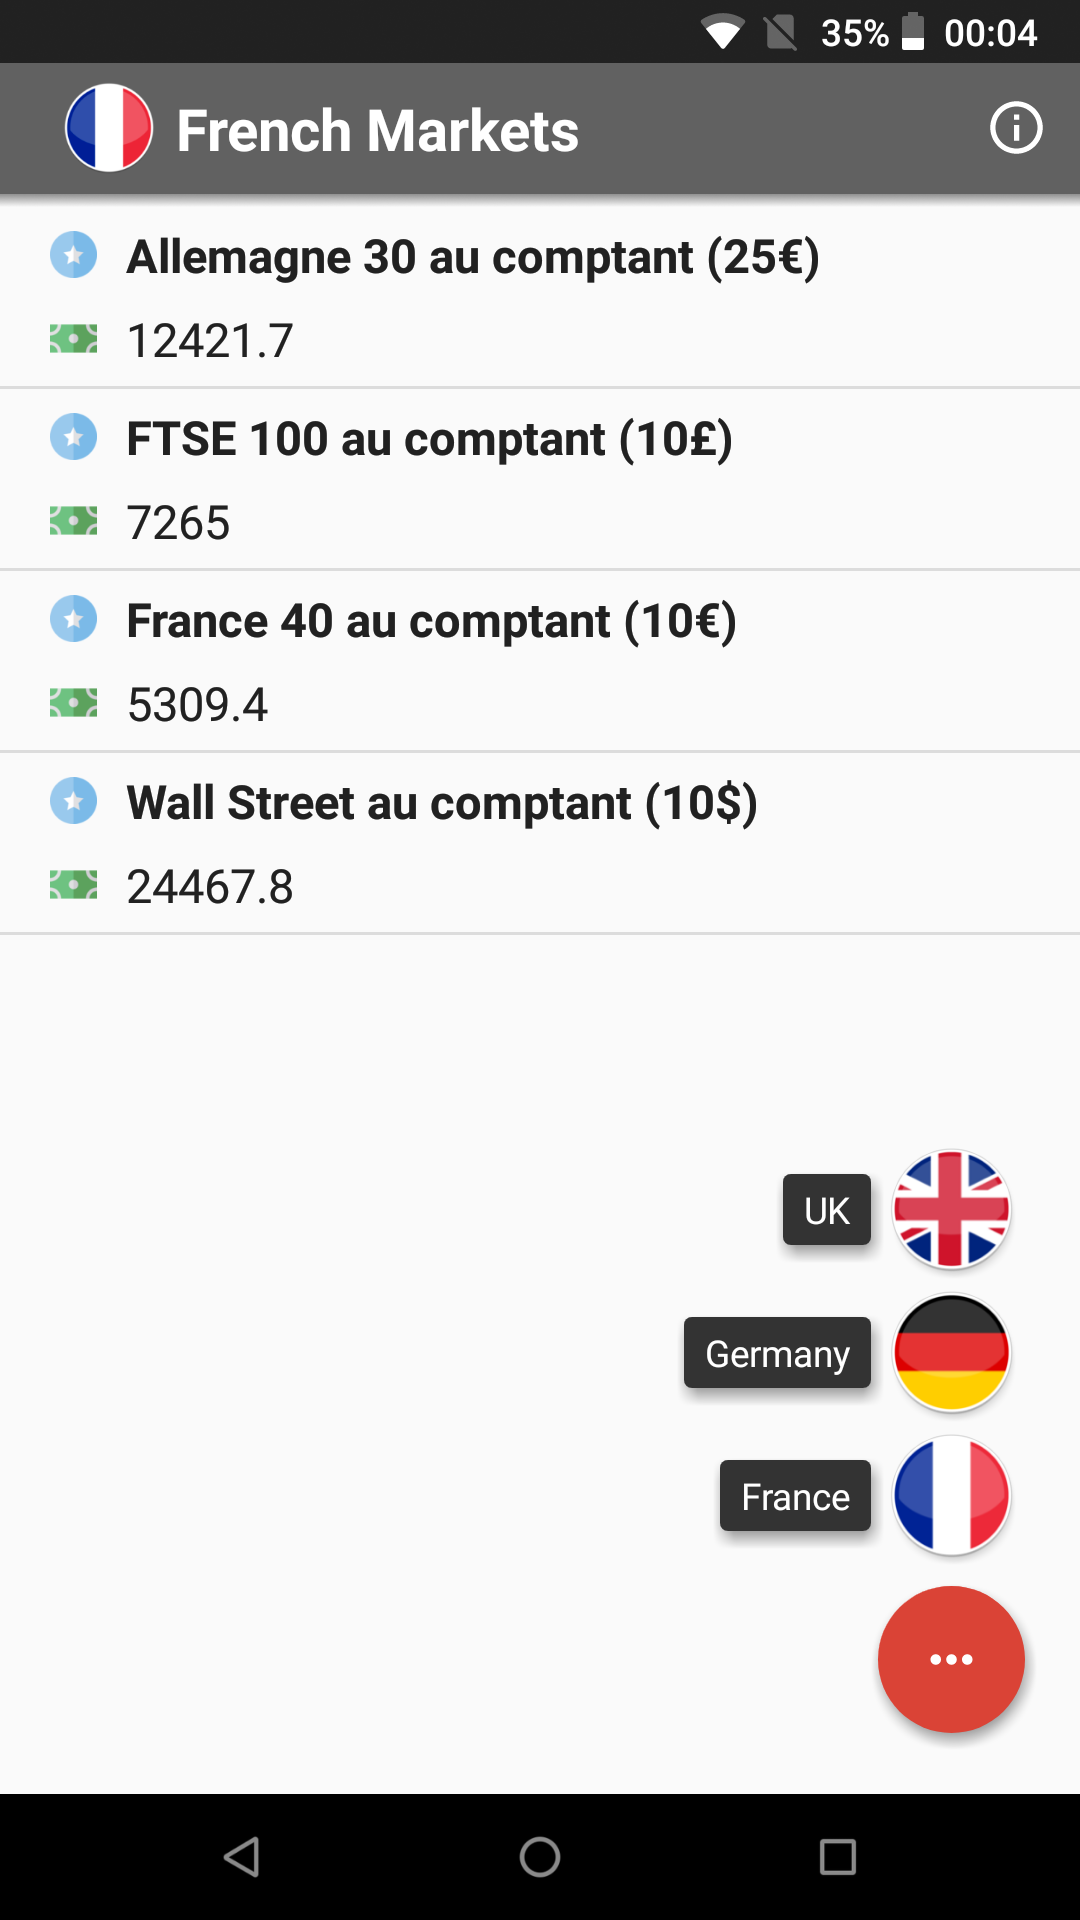 35% 00:04
French Markets
Allemagne 30 au comptant (25€)
12421.7
FTSE 100 au comptant (10£)
7265
France 40 au comptant (10€)
5309.4
Wall Street au comptant (10$)
24467.8
UK
Germany
France